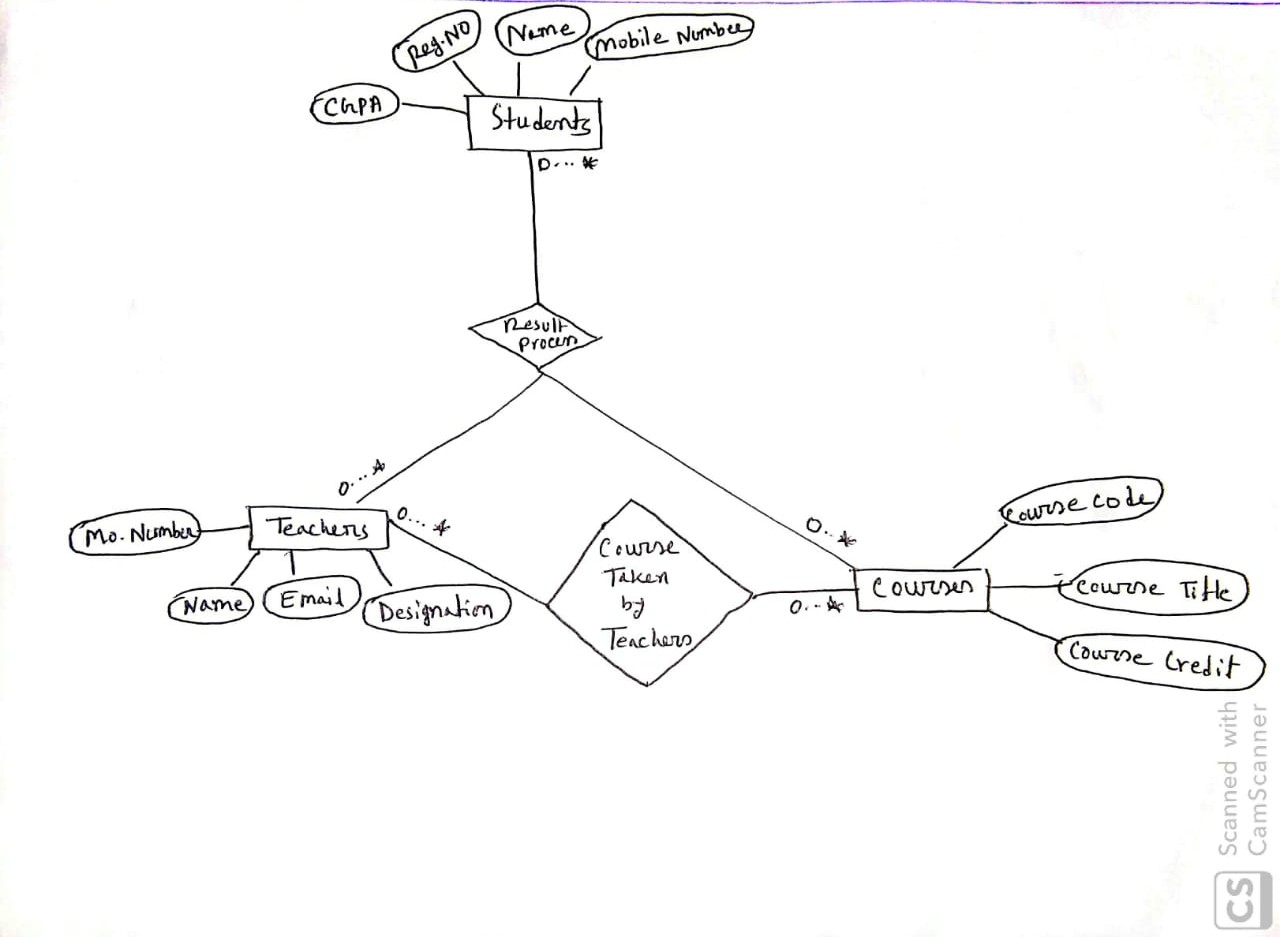 Reg.NO
Name
Mobile Number
CGPA
Students
0...*
Result
Process
0...*
0...*
0..*
Mo. Number
Teachers
Name
Email
Designation
Course
Taken
by
Teachers
0..*
Courses
Course Code
Course Title
Course Credit
CS
Scanned with
CamScanner